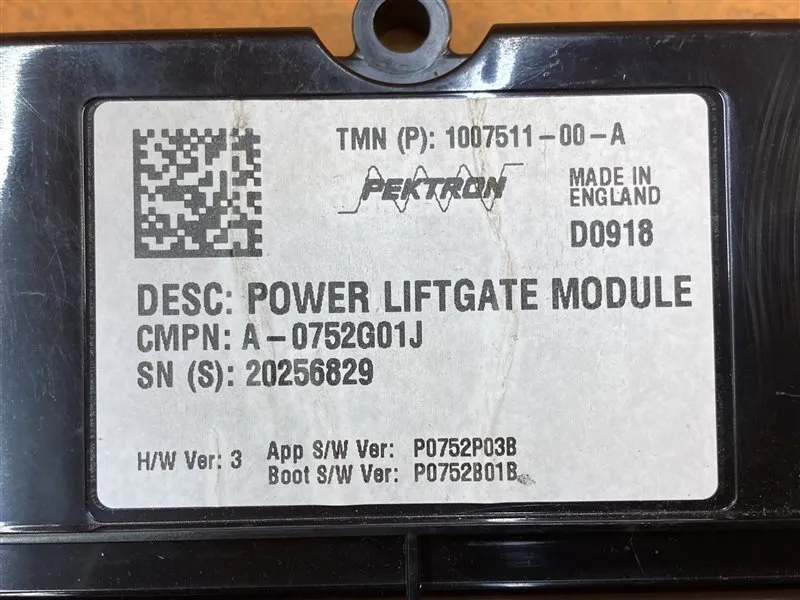 TMN (P): 1007511-00-A
PEKTRON
MADE IN
ENGLAND
D0918
DESC: POWER LIFTGATE MODULE
CMPN: A-0752G01J
SN (S): 20256829
H/W Ver: 3
App S/W Ver: P0752P03B
Boot S/W Ver: P0752B01B